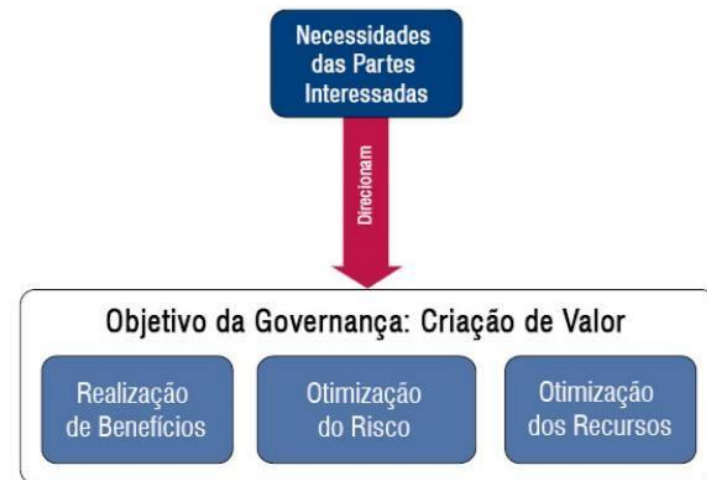 Necessidades
das Partes
Interessadas
Direcionam
Objetivo da Governança: Criação de Valor
Realização
de Benefícios
Otimização
do Risco
Otimização
dos Recursos